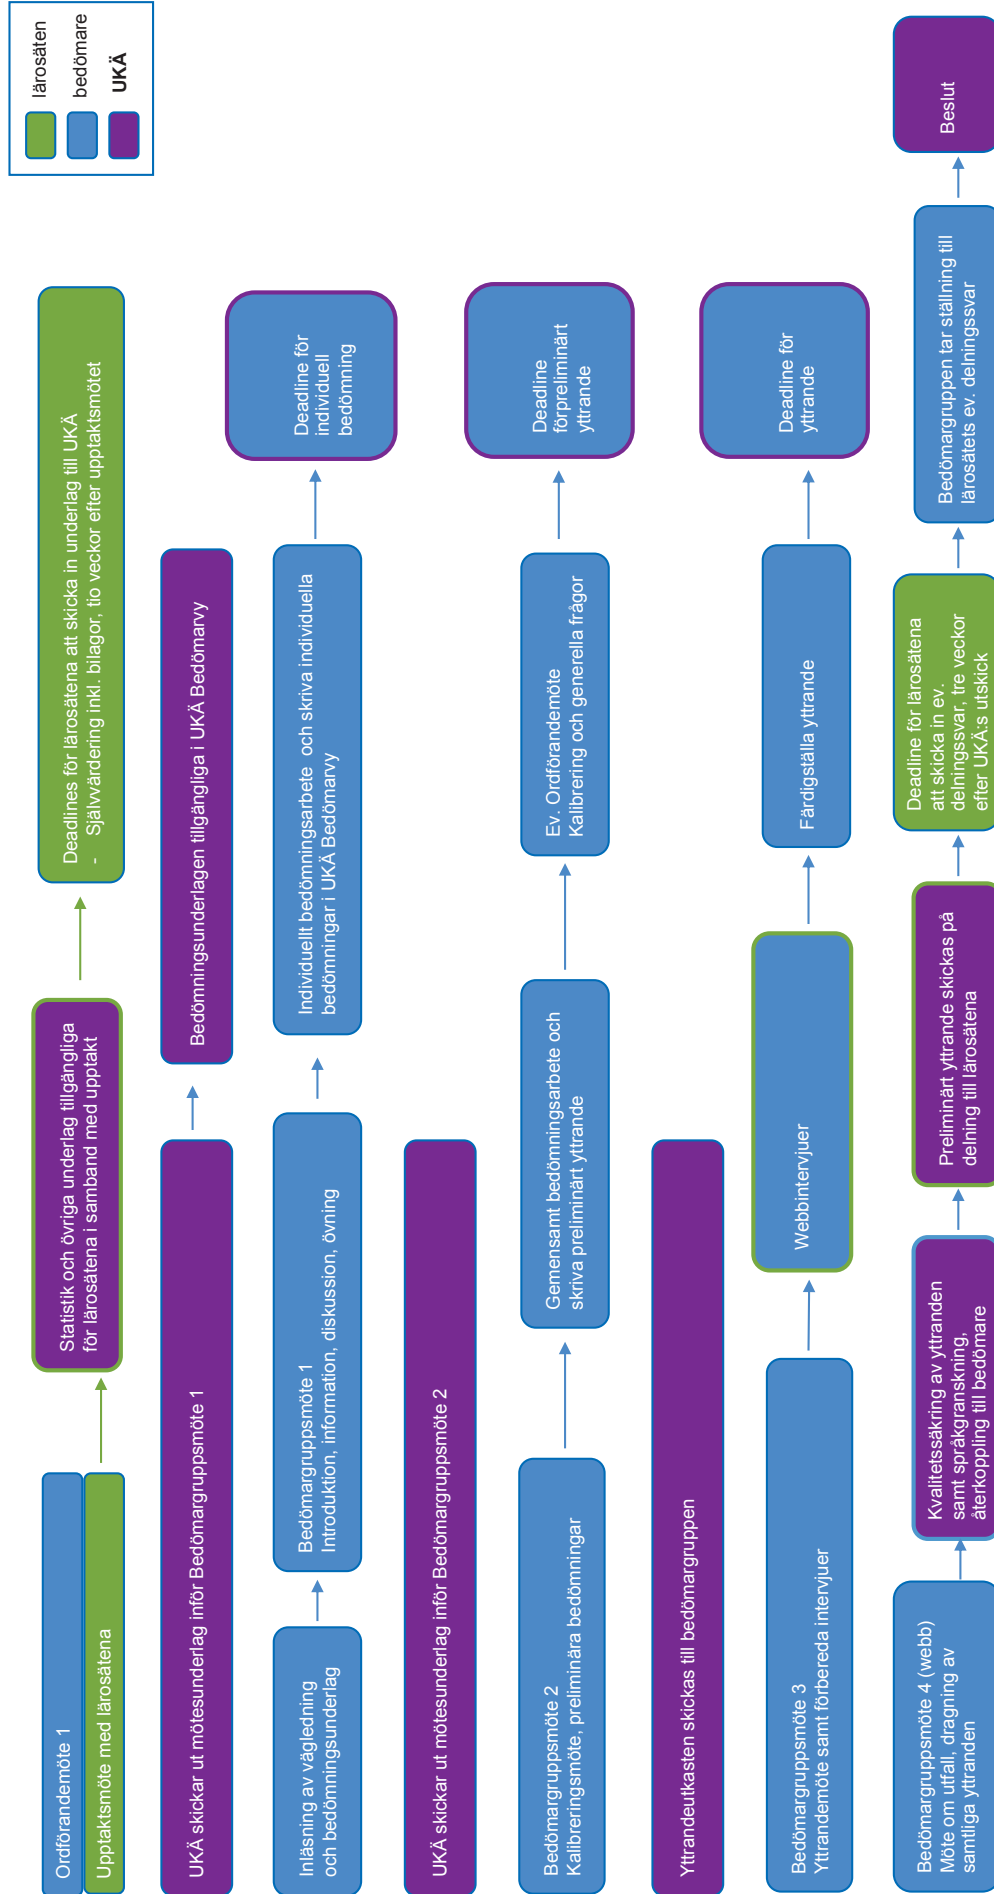 lärosäten
bedömare
UKÄ
Ordförandemöte 1
Upptaktsmöte med lärosätena
Statistik och övriga underlag tillgängliga
för lärosätena i samband med upptakt
Deadlines för lärosätena att skicka in underlag till UKÄ
- Självvärdering inkl. bilagor, tio veckor efter upptaktsmötet
UKÄ skickar ut mötesunderlag inför Bedömargruppsmöte 1
Bedömningsunderlagen tillgängliga i UKÄ Bedömarvy
Inläsning av vägledning
och bedömningsunderlag
Bedömargruppsmöte 1
Introduktion, information, diskussion, övning
Individuellt bedömningsarbete och skriva individuella
bedömningar i UKÄ Bedömarvy
Deadline för
individuell
bedömning
UKÄ skickar ut mötesunderlag inför Bedömargruppsmöte 2
Bedömargruppsmöte 2
Kalibreringsmöte, preliminära bedömningar
Gemensamt bedömningsarbete och
skriva preliminärt yttrande
Ev. Ordförandemöte
Kalibrering och generella frågor
Deadline
förpreliminärt
yttrande
Yttrandeutkasten skickas till bedömargruppen
Bedömargruppsmöte 3
Yttrandemöte samt förbereda intervjuer
Webbintervjuer
Färdigställa yttrande
Deadline för
yttrande
Bedömargruppsmöte 4 (webb)
Möte om utfall, dragning av
samtliga yttranden
Kvalitetssäkring av yttranden
samt språkgranskning,
återkoppling till bedömare
Preliminärt yttrande skickas på
delning till lärosätena
Deadline för lärosätena
att skicka in ev.
delningssvar, tre veckor
efter UKÄ:s utskick
Bedömargruppen tar ställning till
lärosätets ev. delningssvar
Beslut